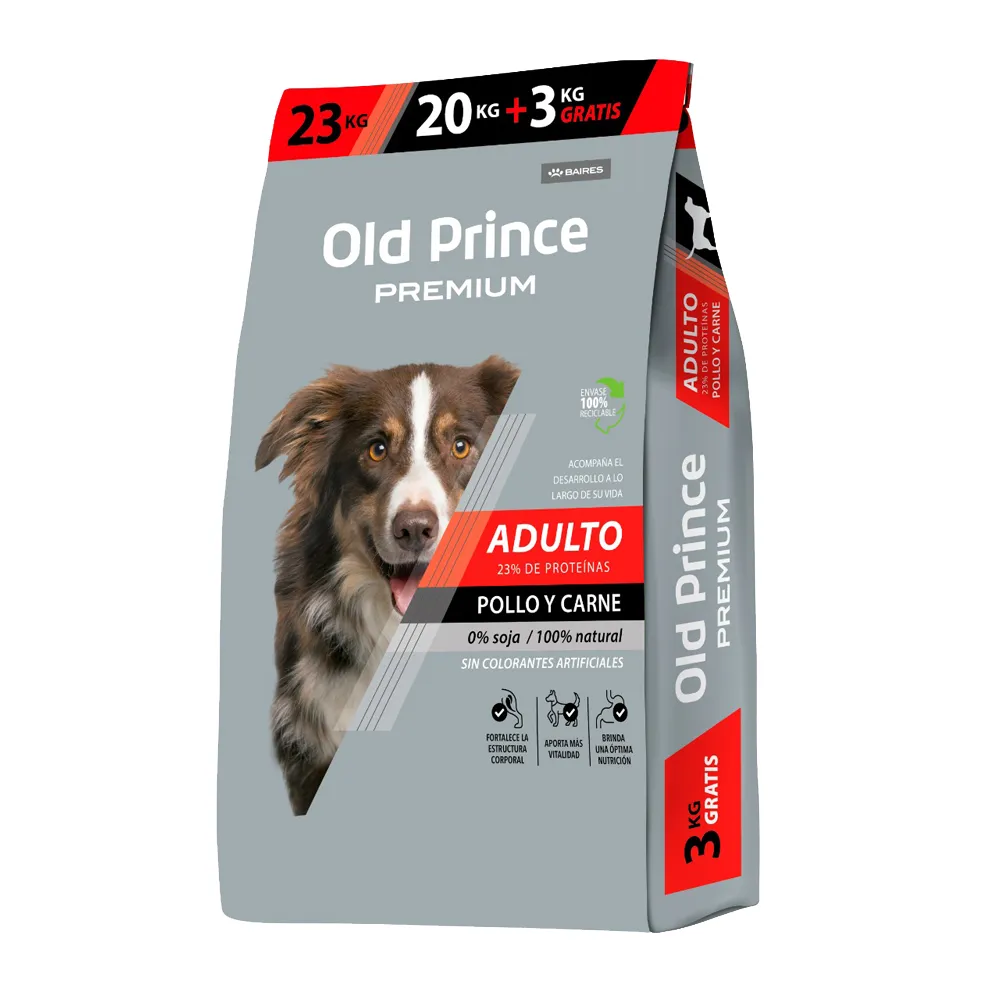 23 KG
20 KG + 3 KG GRATIS
BAIRES
Old Prince
PREMIUM
ENVASE
100%
RECICLABLE
ACOMPAÑA EL
DESARROLLO A LO
LARGO DE SU VIDA
ADULTO
23% DE PROTEÍNAS
POLLO Y CARNE
0% soja / 100% natural
SIN COLORANTES ARTIFICIALES
FORTALECE LA
ESTRUCTURA
CORPORAL
APORTA MÁS
VITALIDAD
BRINDA
UNA ÓPTIMA
NUTRICIÓN
ADULTO
23% DE PROTEÍNAS
POLLO Y CARNE
Old Prince
PREMIUM
3 KG GRATIS